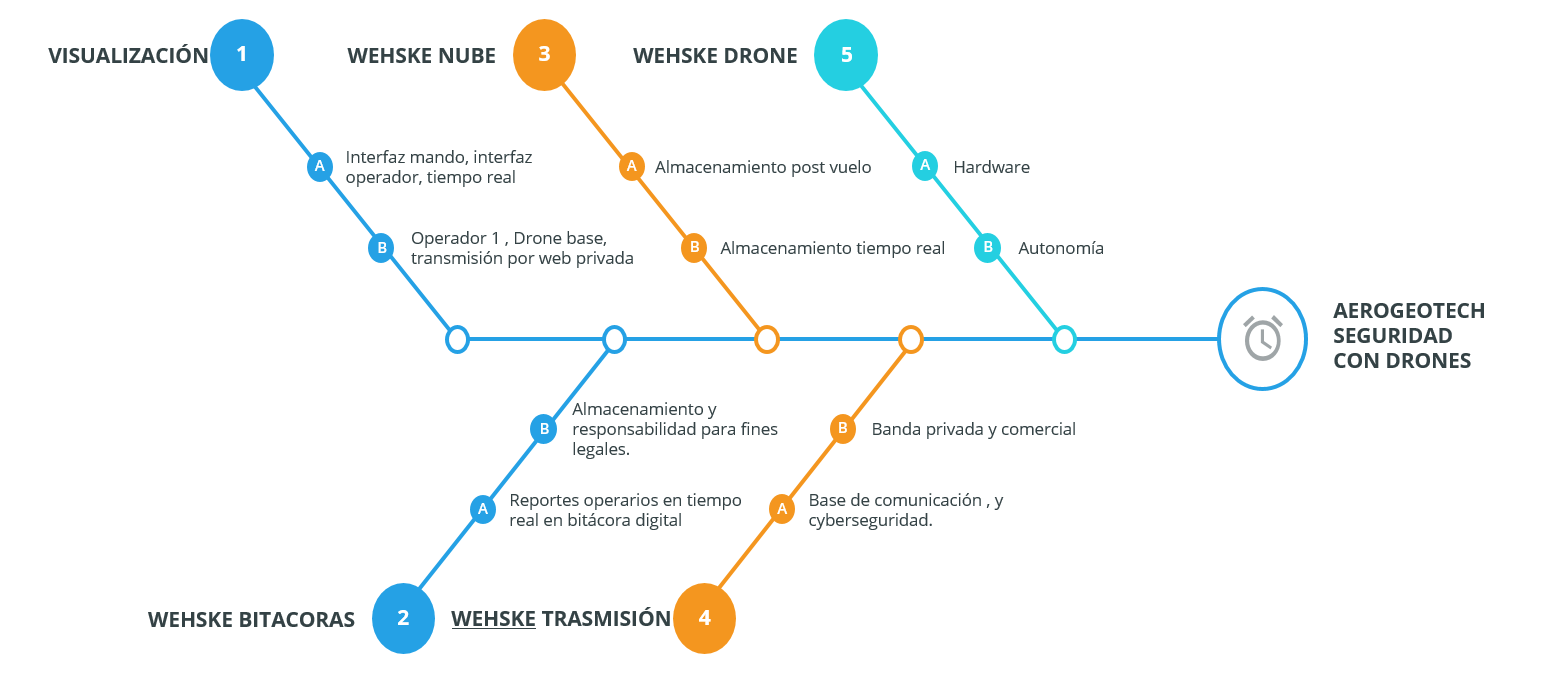 VISUALIZACIÓN 1
A Interfaz mando, interfaz
operador, tiempo real
B Operador 1 , Drone base,
transmisión por web privada
WEHSKE NUBE 3
A Almacenamiento post vuelo
B Almacenamiento tiempo real
WEHSKE DRONE 5
A Hardware
B Autonomía
AEROGEOTECH
SEGURIDAD
CON DRONES
B Almacenamiento y
responsabilidad para fines
legales.
A Reportes operarios en tiempo
real en bitácora digital
WEHSKE BITACORAS 2
B Banda privada y comercial
A Base de comunicación , y
cyberseguridad.
WEHSKE TRASMISIÓN 4